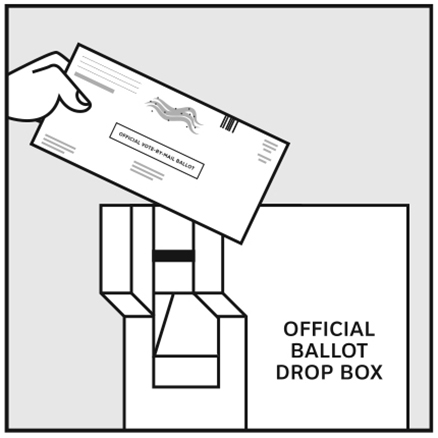 OFFICIAL VOTE-BY-MAIL BALLOT
OFFICIAL
BALLOT
DROP BOX